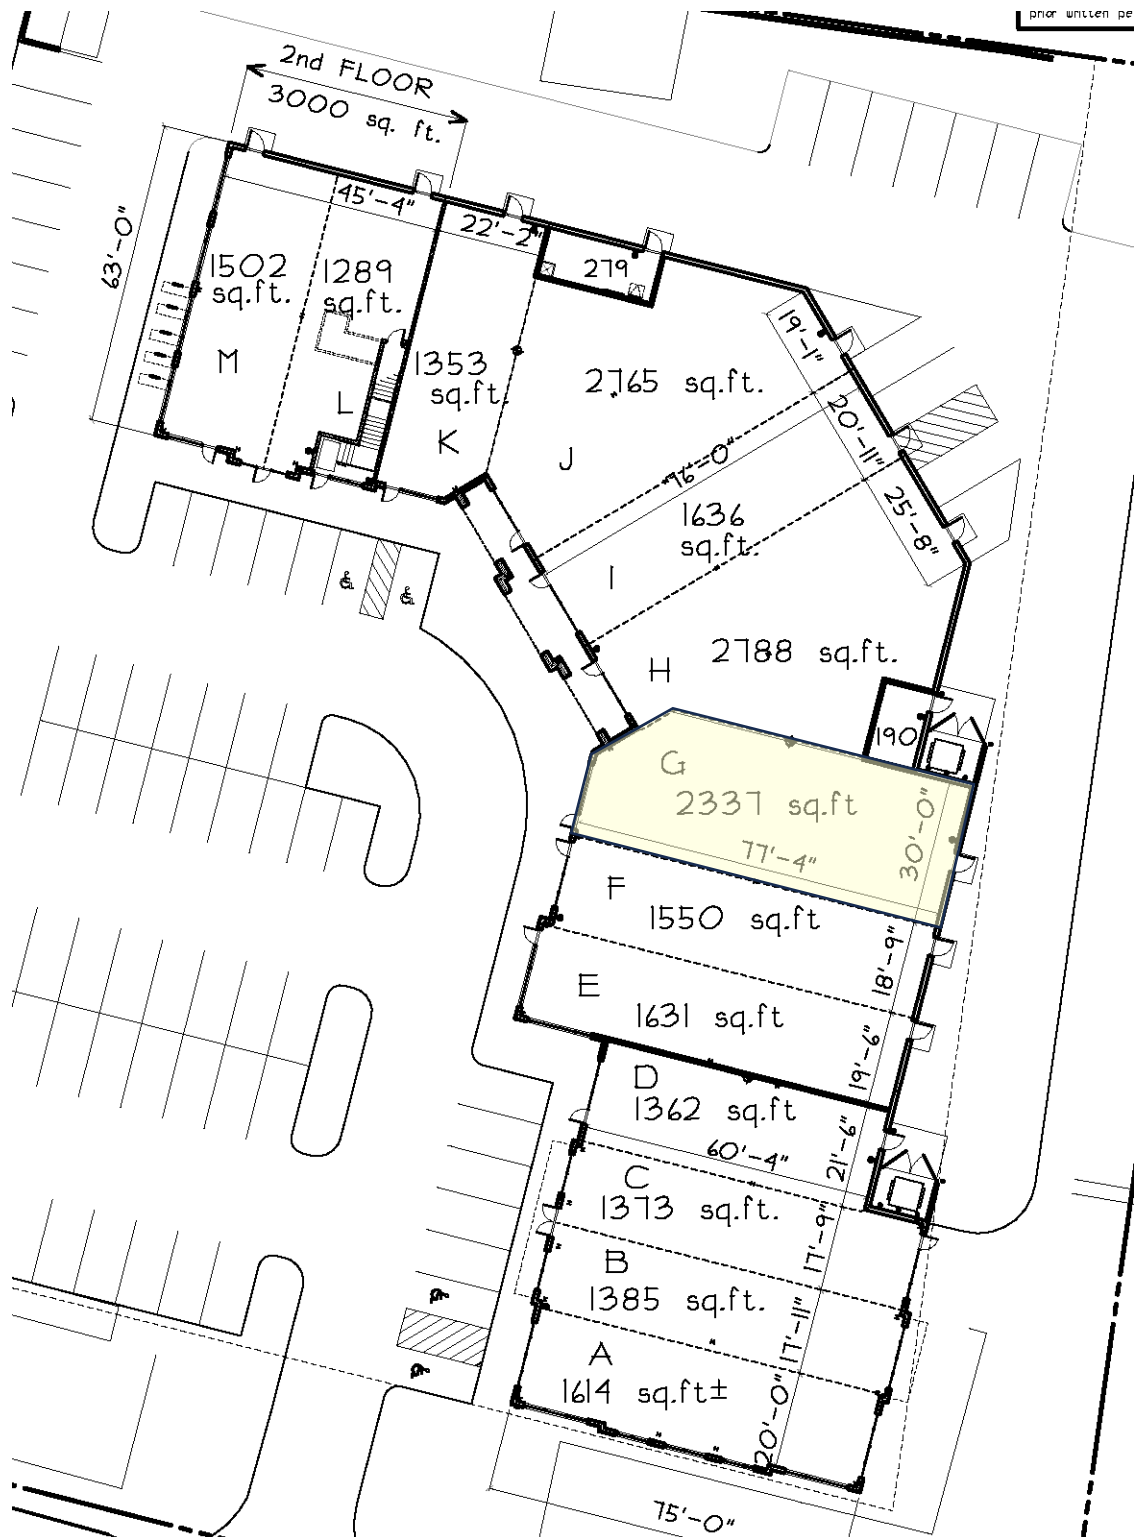 prior written pe
2nd FLOOR
3000 sq. ft.
45'-4"
22'-2"
63'-0"
1502
sq.ft.
1289
sq.ft.
279
M
L
1353
sq.ft.
K
2765 sq.ft.
J
19'-1"
20'-11"
25'-8"
76'-0"
1636
sq.ft.
I
2788 sq.ft.
H
190
G
2337 sq.ft
30'-0"
77'-4"
F
1550 sq.ft
18'-9"
E
1631 sq.ft
19'-6"
D
1362 sq.ft
21'-6"
60'-4"
C
1373 sq.ft.
17'-9"
B
1385 sq.ft.
17'-11"
A
1614 sq.ft±
20'-0"
75'-0"